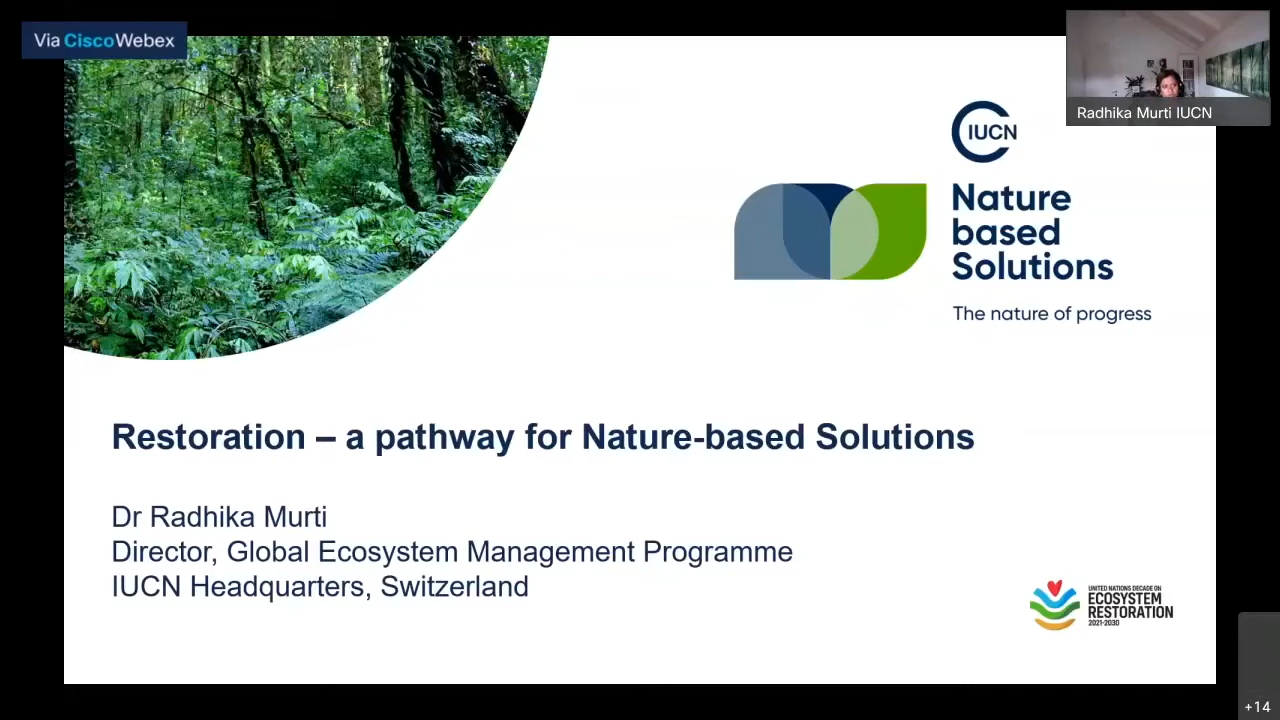 Via CiscoWebex
Radhika Murti IUCN
IUCN
Nature
based
Solutions
The nature of progress
Restoration – a pathway for Nature-based Solutions
Dr Radhika Murti
Director, Global Ecosystem Management Programme
IUCN Headquarters, Switzerland
UNITED NATIONS DECADE ON
ECOSYSTEM
RESTORATION
2021-2030
+14